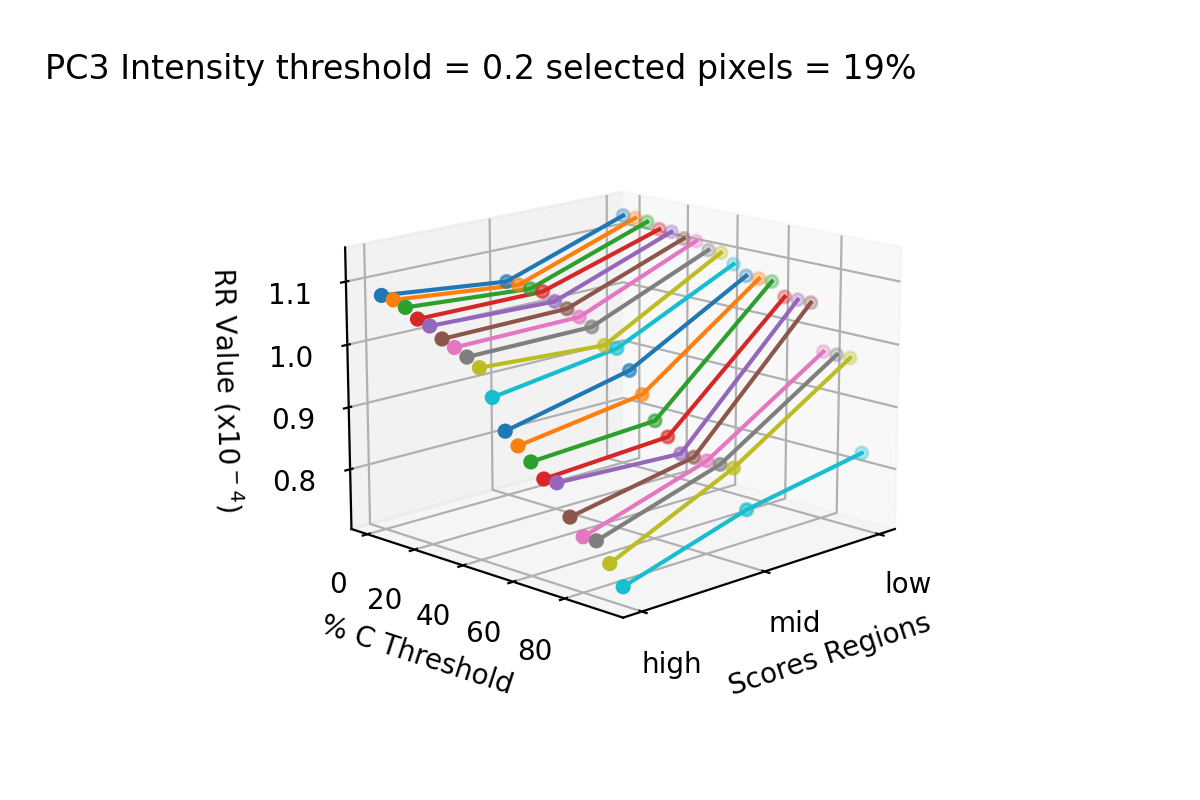 PC3 Intensity threshold = 0.2 selected pixels = 19%
RR Value (x10⁻⁴)
1.1
1.0
0.9
0.8
0
20
40
60
80
% C Threshold
high
mid
low
Scores Regions